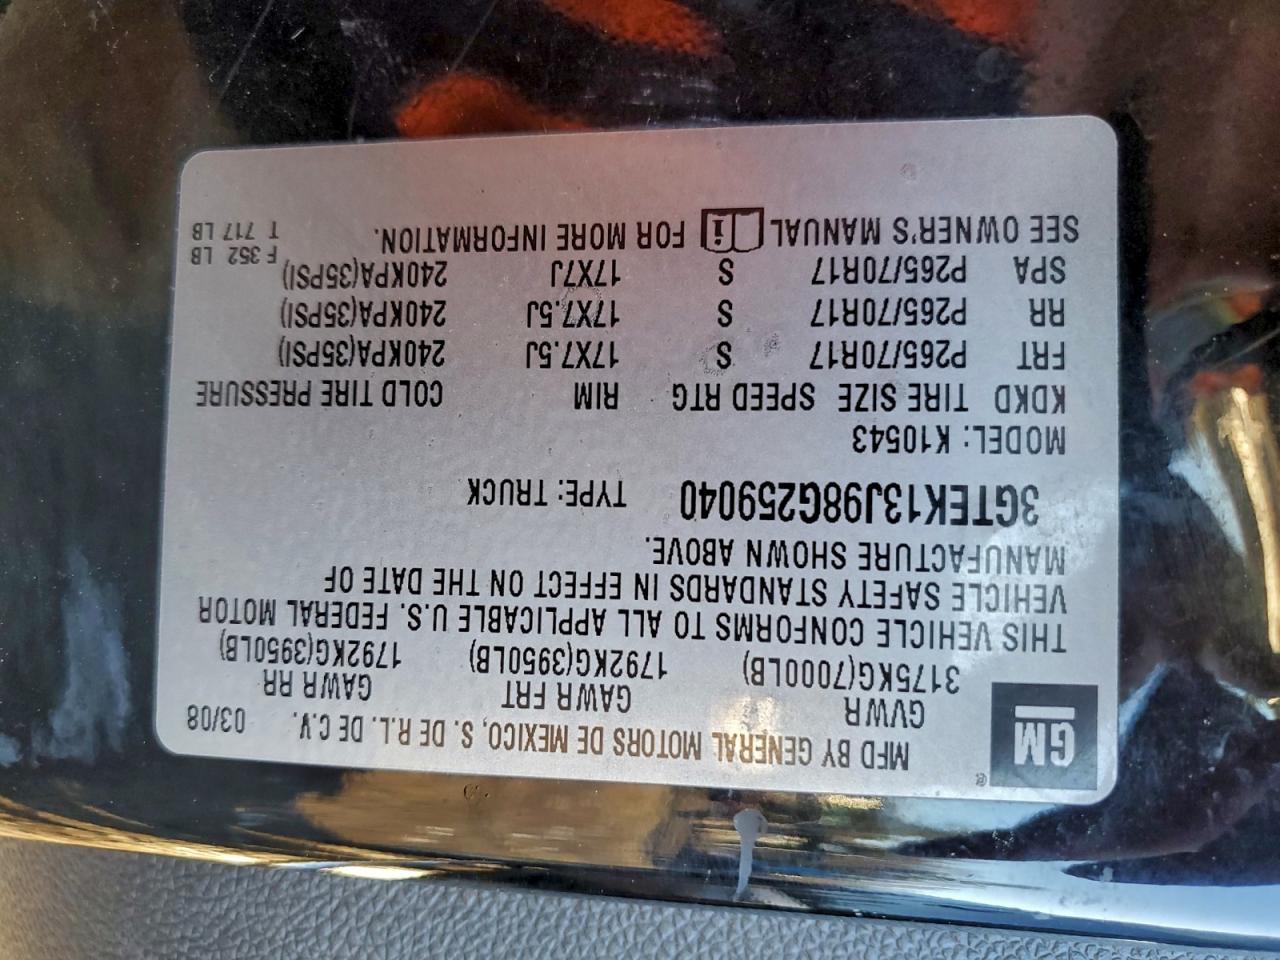 GM
®
MFD BY GENERAL MOTORS DE MEXICO, S. DE R.L. DE C.V. 03/08
GVWR GAWR FRT GAWR RR
3175KG(7000LB) 1792KG(3950LB) 1792KG(3950LB)
THIS VEHICLE CONFORMS TO ALL APPLICABLE U.S. FEDERAL MOTOR
VEHICLE SAFETY STANDARDS IN EFFECT ON THE DATE OF
MANUFACTURE SHOWN ABOVE.
3GTEK13J98G259040 TYPE: TRUCK
MODEL: K10543
KDKD TIRE SIZE SPEED RTG RIM COLD TIRE PRESSURE
FRT P265/70R17 S 17X7.5J 240KPA(35PSI)
RR P265/70R17 S 17X7.5J 240KPA(35PSI)
SPA P265/70R17 S 17X7J 240KPA(35PSI) F 352 LB
SEE OWNER'S MANUAL i FOR MORE INFORMATION. T 717 LB